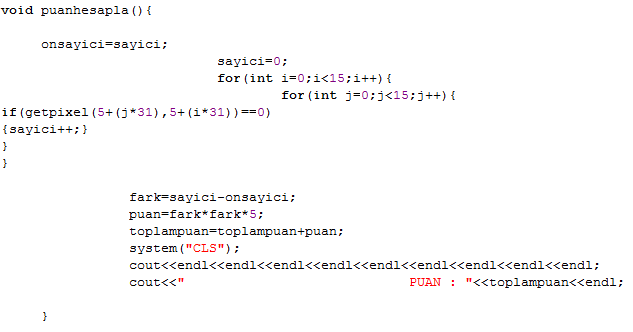 void puanhesapla(){
onsayici=sayici;
sayici=0;
for(int i=0;i<15;i++){
for(int j=0;j<15;j++){
if(getpixel(5+(j*31),5+(i*31))==0)
{sayici++;}
}
}
fark=sayici-onsayici;
puan=fark*fark*5;
toplampuan=toplampuan+puan;
system("CLS");
cout<<endl<<endl<<endl<<endl<<endl<<endl<<endl<<endl<<endl;
cout<<"                            PUAN : "<<toplampuan<<endl;
}